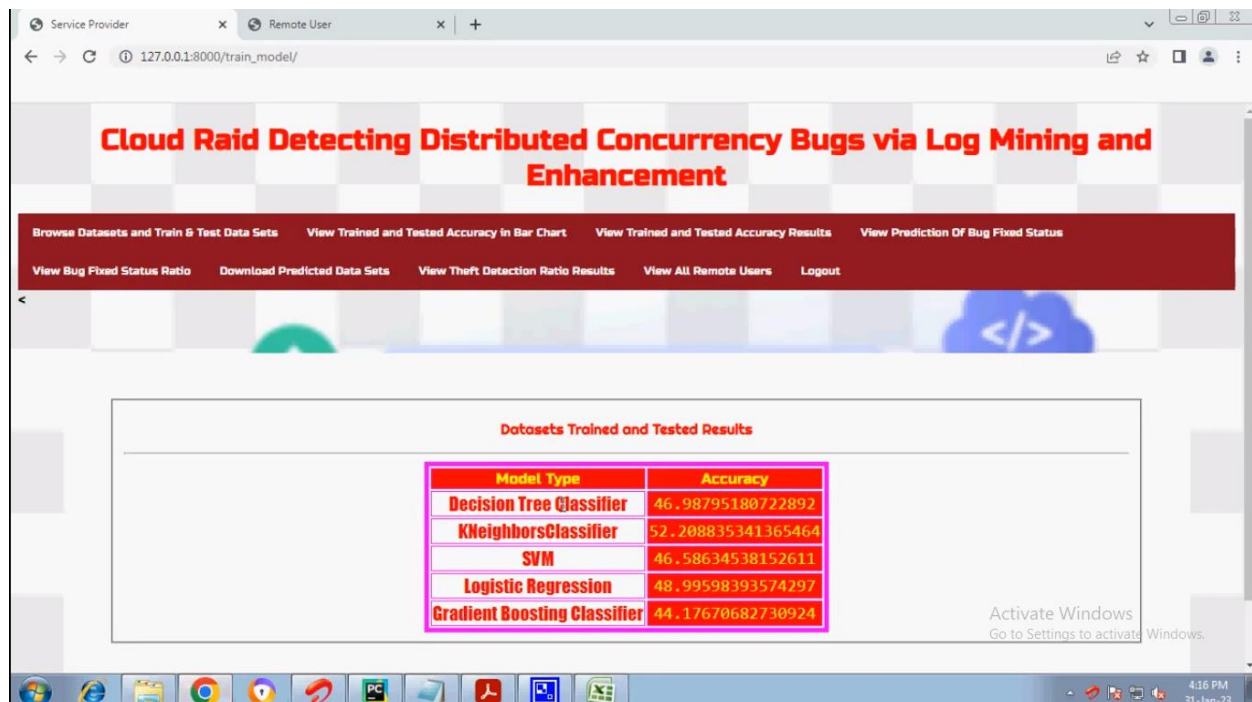 Service Provider
Remote User
127.0.0.1:8000/train_model/
Cloud Raid Detecting Distributed Concurrency Bugs via Log Mining and
Enhancement
Browse Datasets and Train & Test Data Sets View Trained and Tested Accuracy in Bar Chart View Trained and Tested Accuracy Results View Prediction Of Bug Fixed Status
View Bug Fixed Status Ratio Download Predicted Data Sets View Theft Detection Ratio Results View All Remote Users Logout
<
</>
Datasets Trained and Tested Results
Model Type Accuracy
Decision Tree Classifier 46.98795180722892
KNeighborsClassifier 52.208835341365464
SVM 46.58634538152611
Logistic Regression 48.99598393574297
Gradient Boosting Classifier 44.17670682730924
Activate Windows
Go to Settings to activate Windows.
PC
4:16 PM
31-Jan-23